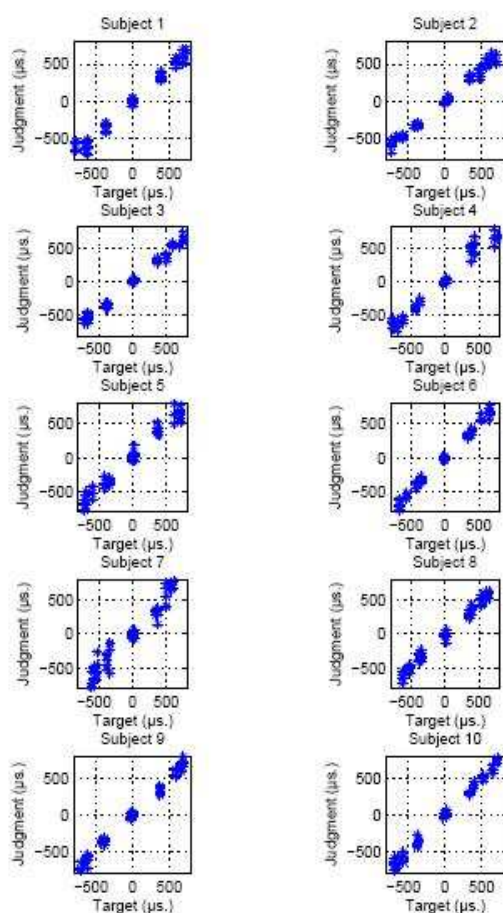 Subject 1
Judgment (µs.)
500
0
−500
−500 0 500
Target (µs.)
Subject 2
Judgment (µs.)
500
0
−500
−500 0 500
Target (µs.)
Subject 3
Judgment (µs.)
500
0
−500
−500 0 500
Target (µs.)
Subject 4
Judgment (µs.)
500
0
−500
−500 0 500
Target (µs.)
Subject 5
Judgment (µs.)
500
0
−500
−500 0 500
Target (µs.)
Subject 6
Judgment (µs.)
500
0
−500
−500 0 500
Target (µs.)
Subject 7
Judgment (µs.)
500
0
−500
−500 0 500
Target (µs.)
Subject 8
Judgment (µs.)
500
0
−500
−500 0 500
Target (µs.)
Subject 9
Judgment (µs.)
500
0
−500
−500 0 500
Target (µs.)
Subject 10
Judgment (µs.)
500
0
−500
−500 0 500
Target (µs.)